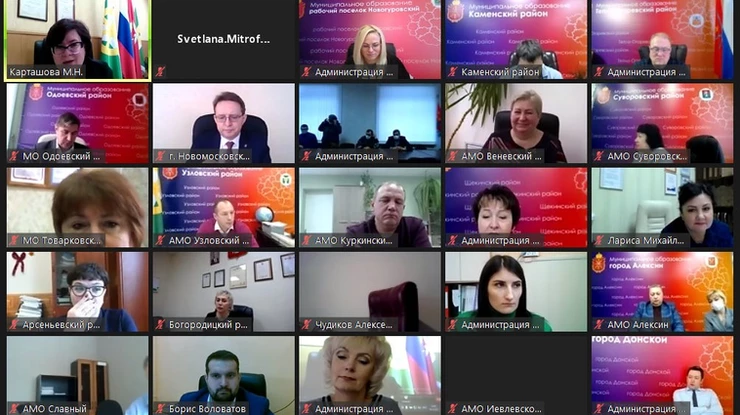 Карташова М.Н.
Svetlana.Mitrof...
Муниципальное образование
рабочий поселок Новогуровский
Администрация ...
Муниципальное образование
Каменский район
Каменский район
Администрация ...
Муниципальное образование
Одоевский район
МО Одоевский ...
г. Новомосковск...
Администрация ...
АМО Веневский ...
Муниципальное образование
Суворовский район
АМО Суворовск...
МО Товарковск...
Узловский район
АМО Узловский ...
АМО Куркински...
Щекинский район
Администрация ...
Лариса Михайл...
Арсеньевский р...
Богородицкий р...
Чудиков Алексе...
Администрация ...
Муниципальное образование
город Алексин
АМО Алексин
АМО Славный
Борис Воловатов
Администрация ...
АМО Иевлевско...
город Донской
Администрация ...